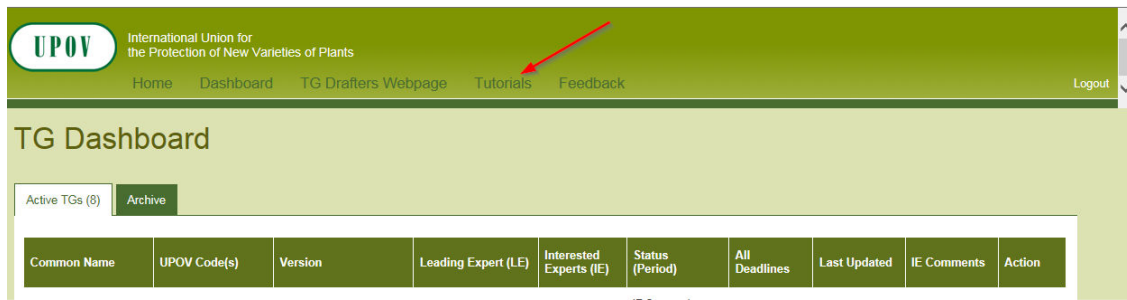 UPOV
International Union for
the Protection of New Varieties of Plants
Home Dashboard TG Drafters Webpage Tutorials Feedback
Logout
TG Dashboard
Active TGs (8) Archive
Common Name UPOV Code(s) Version Leading Expert (LE) Interested Experts (IE) Status (Period) All Deadlines Last Updated IE Comments Action